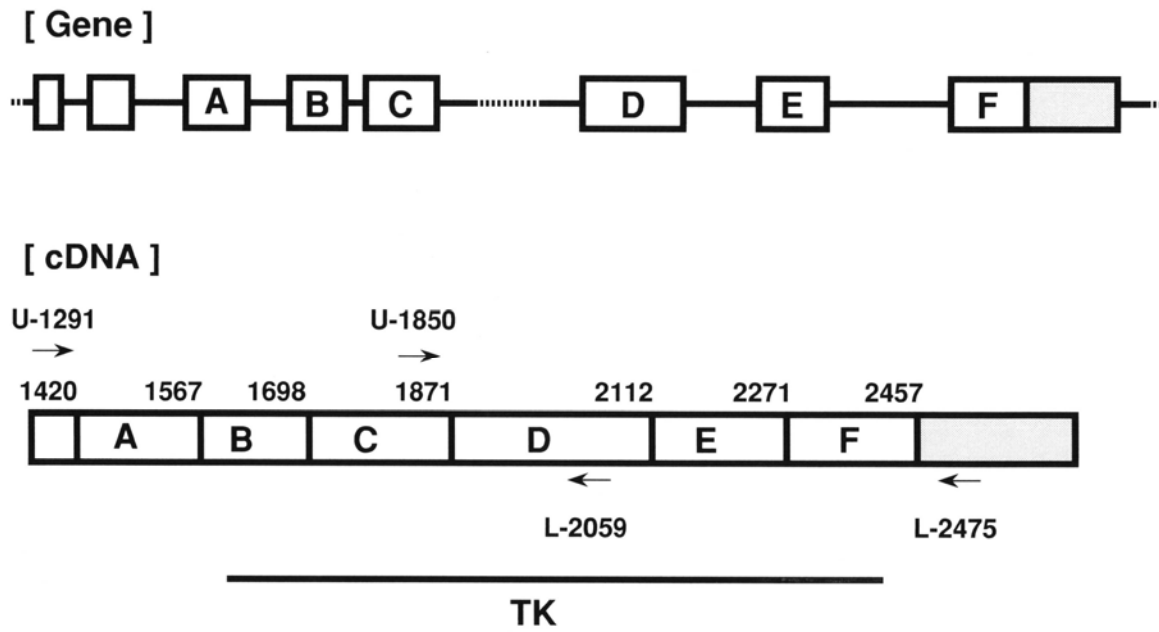 [ Gene ]
A B C D E F
[ cDNA ]
U-1291 U-1850
1420 1567 1698 1871 2112 2271 2457
A B C D E F
L-2059 L-2475
TK